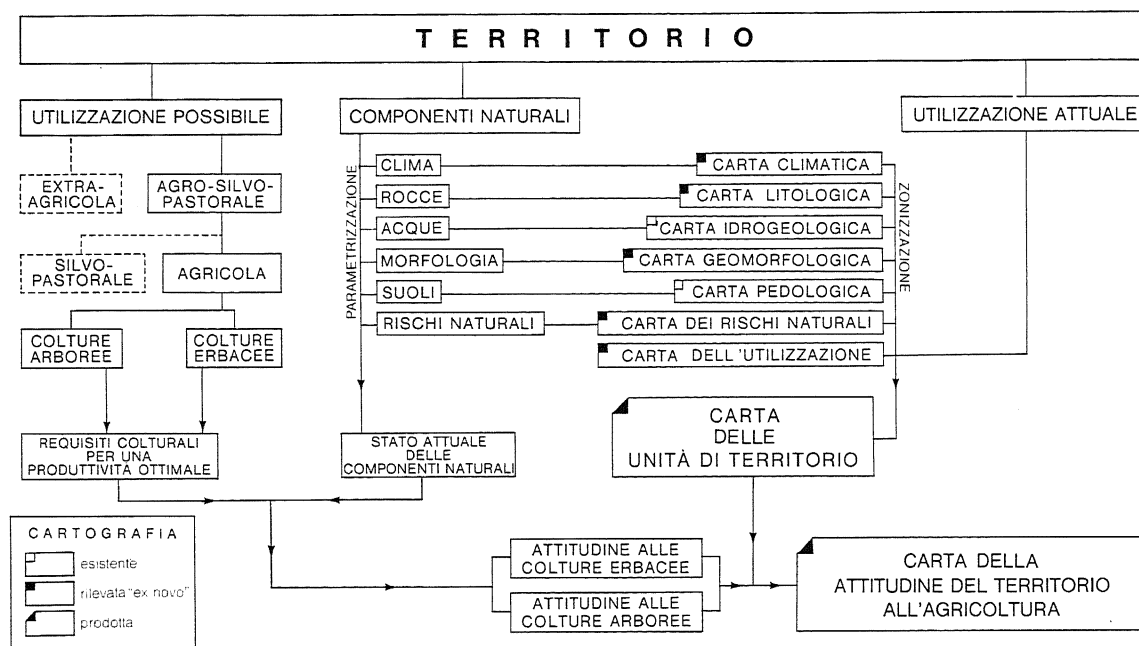 TERRITORIO
UTILIZZAZIONE POSSIBILE
COMPONENTI NATURALI
UTILIZZAZIONE ATTUALE
EXTRA-
AGRICOLA
AGRO-SILVO-
PASTORALE
SILVO-
PASTORALE
AGRICOLA
COLTURE
ARBOREE
COLTURE
ERBACEE
REQUISITI COLTURALI
PER UNA
PRODUTTIVITÀ OTTIMALE
PARAMETRIZZAZIONE
CLIMA
ROCCE
ACQUE
MORFOLOGIA
SUOLI
RISCHI NATURALI
CARTA CLIMATICA
CARTA LITOLOGICA
CARTA IDROGEOLOGICA
CARTA GEOMORFOLOGICA
CARTA PEDOLOGICA
CARTA DEI RISCHI NATURALI
CARTA DELL'UTILIZZAZIONE
ZONIZZAZIONE
STATO ATTUALE
DELLE
COMPONENTI NATURALI
CARTA
DELLE
UNITÀ DI TERRITORIO
CARTOGRAFIA
esistente
rilevata "ex novo"
prodotta
ATTITUDINE ALLE
COLTURE ERBACEE
ATTITUDINE ALLE
COLTURE ARBOREE
CARTA DELLA
ATTITUDINE DEL TERRITORIO
ALL'AGRICOLTURA